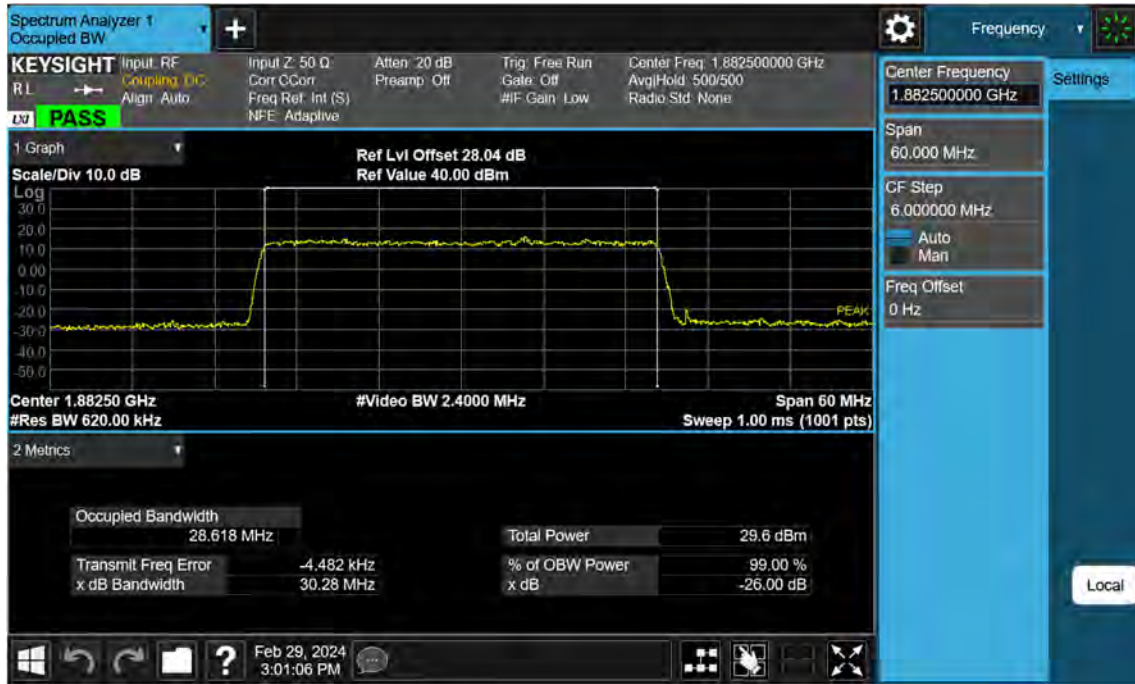 Spectrum Analyzer 1
Occupied BW
+
Frequency
KEYSIGHT
R L
LXI PASS
Input: RF
Coupling: DC
Align: Auto
Input Z: 50 Ω
Corr CCorr
Freq Ref: Int (S)
NFE: Adaptive
Atten: 20 dB
Preamp: Off
Trig: Free Run
Gate: Off
#IF Gain: Low
Center Freq: 1.882500000 GHz
Avg|Hold: 500/500
Radio Std: None
Center Frequency
1.882500000 GHz
Settings
Span
60.000 MHz
CF Step
6.000000 MHz
Auto
Man
Freq Offset
0 Hz
Local
1 Graph
Scale/Div 10.0 dB
Ref Lvl Offset 28.04 dB
Ref Value 40.00 dBm
Log
30.0
20.0
10.0
0.00
-10.0
-20.0
-30.0
-40.0
-50.0
PEAK
Center 1.88250 GHz
#Video BW 2.4000 MHz
Span 60 MHz
#Res BW 620.00 kHz
Sweep 1.00 ms (1001 pts)
2 Metrics
Occupied Bandwidth
28.618 MHz
Total Power 29.6 dBm
Transmit Freq Error -4.482 kHz
% of OBW Power 99.00 %
x dB Bandwidth 30.28 MHz
x dB -26.00 dB
?
Feb 29, 2024
3:01:06 PM